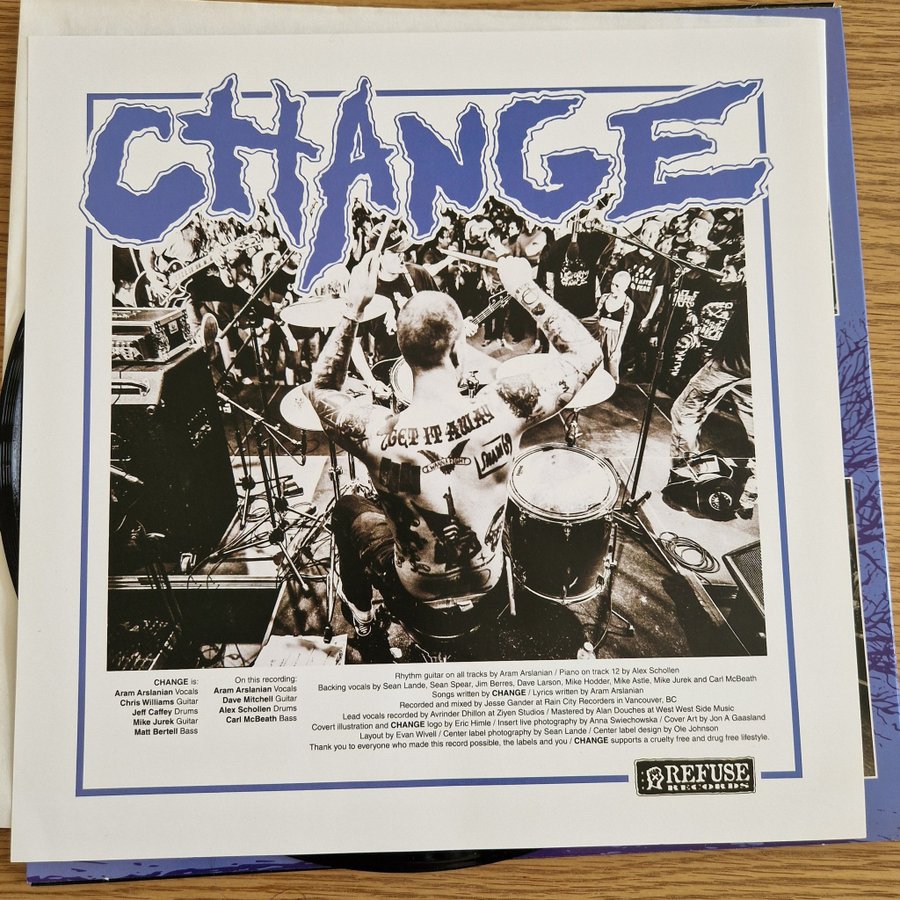 CHANGE
GET IT AWAY
CHANGE is:
Aram Arslanian Vocals
Chris Williams Guitar
Jeff Caffey Drums
Mike Jurek Guitar
Matt Bertell Bass
On this recording:
Aram Arslanian Vocals
Dave Mitchell Guitar
Alex Schollen Drums
Carl McBeath Bass
Rhythm guitar on all tracks by Aram Arslanian / Piano on track 12 by Alex Schollen
Backing vocals by Sean Lande, Sean Spear, Jim Berres, Dave Larson, Mike Hodder, Mike Astle, Mike Jurek and Carl McBeath
Songs written by CHANGE / Lyrics written by Aram Arslanian
Recorded and mixed by Jesse Gander at Rain City Recorders in Vancouver, BC
Lead vocals recorded by Avrinder Dhillon at Ziyen Studios / Mastered by Alan Douches at West West Side Music
Covert illustration and CHANGE logo by Eric Himle / Insert live photography by Anna Swiechowska / Cover Art by Jon A Gaasland
Layout by Evan Wivell / Center label photography by Sean Lande / Center label design by Ole Johnson
Thank you to everyone who made this record possible, the labels and you / CHANGE supports a cruelty free and drug free lifestyle.
REFUSE
RECORDS